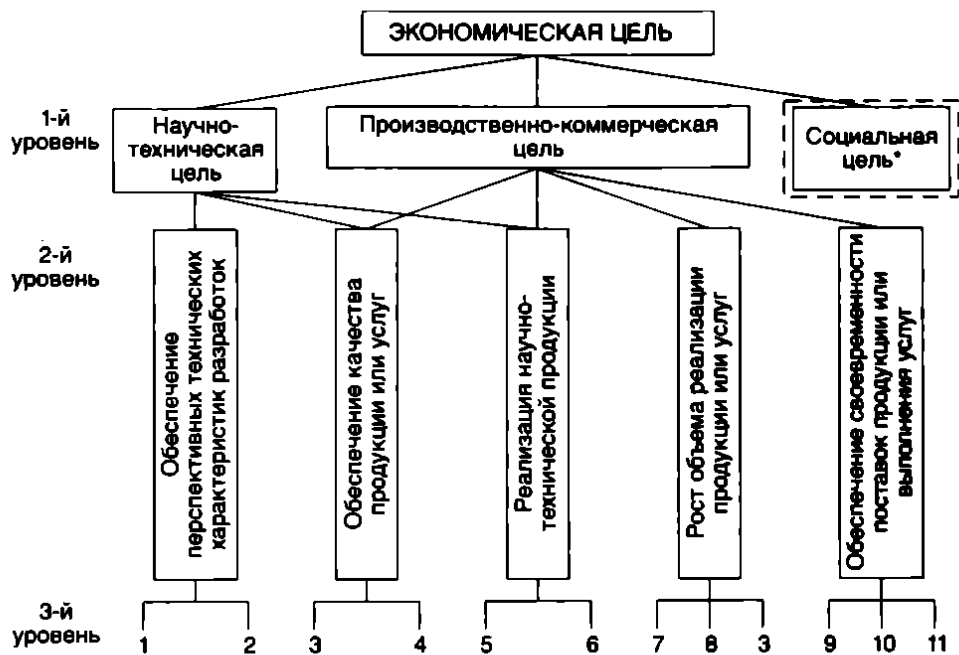 ЭКОНОМИЧЕСКАЯ ЦЕЛЬ
1-й
уровень
Научно-
техническая
цель
Производственно-коммерческая
цель
Социальная
цель*
2-й
уровень
Обеспечение
перспективных технических
характеристик разработок
Обеспечение качества
продукции или услуг
Реализация научно-
технической продукции
Рост объема реализации
продукции или услуг
Обеспечение своевременности
поставок продукции или
выполнения услуг
3-й
уровень
1 2 3 4 5 6 7 8 3 9 10 11